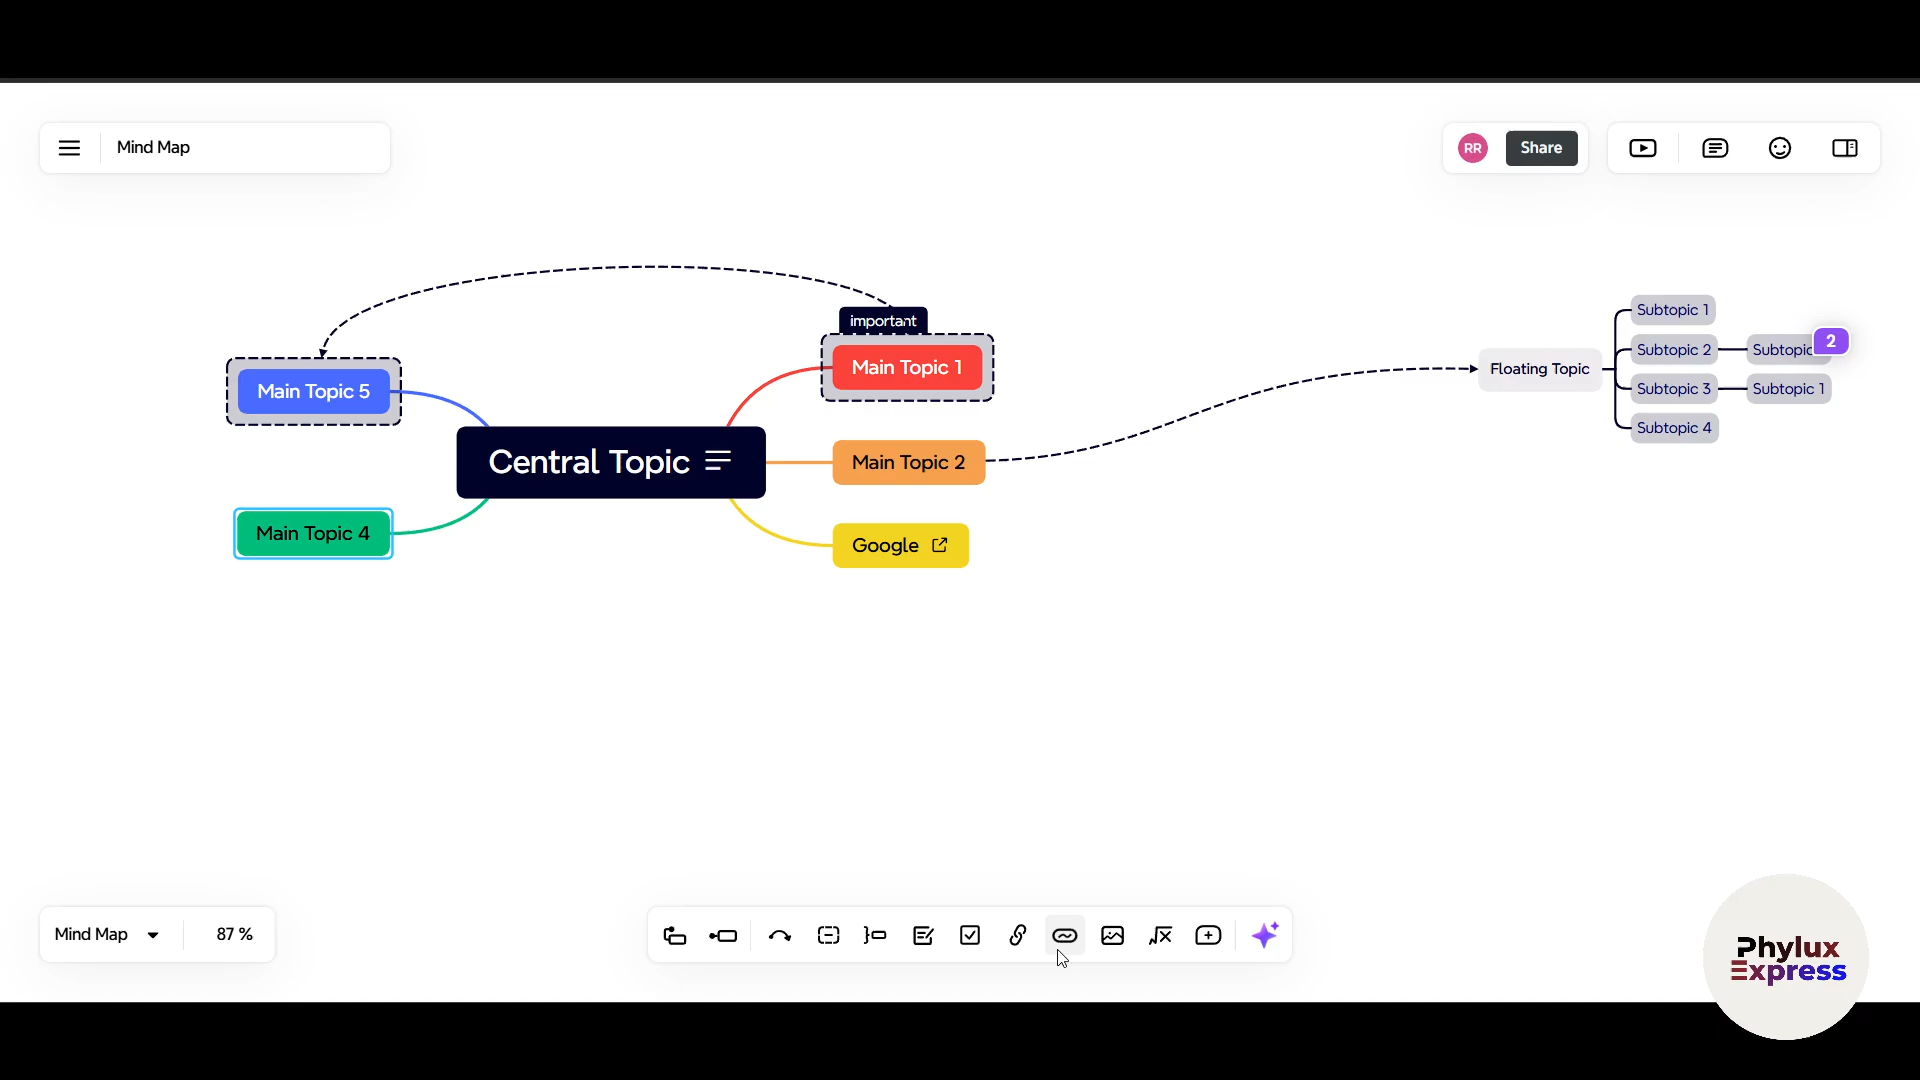 Mind Map
RR
Share
important
Main Topic 1
Main Topic 5
Central Topic
Main Topic 2
Main Topic 4
Google
Floating Topic
Subtopic 1
Subtopic 2
Subtopic
2
Subtopic 3
Subtopic 1
Subtopic 4
Mind Map
87 %
Phylux
Express